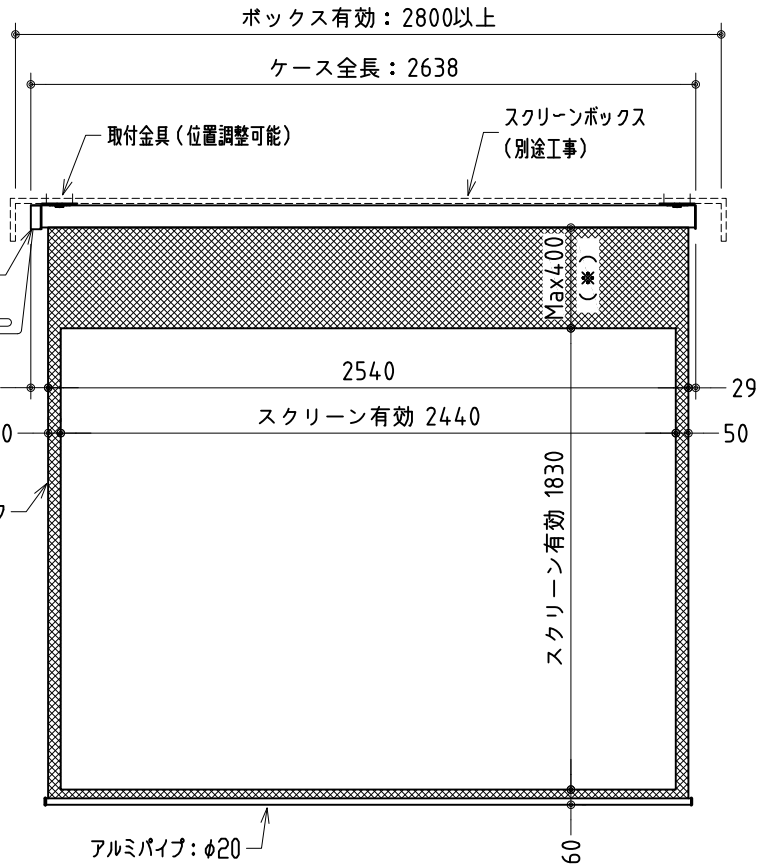 ボックス有効：2800以上
ケース全長：2638
取付金具（位置調整可能）
スクリーンボックス
（別途工事）
Max400
（※）
2540
29
スクリーン有効 2440
0
50
スクリーン有効 1830
アルミパイプ：φ20
60